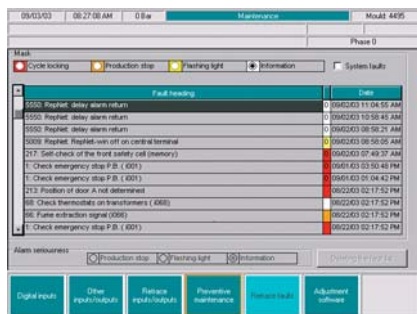 09/03/03 08:27:08 AM 0 Bar Maintenance Mould: 4495
Phase 0
Mask
Cycle locking Production stop Flashing light Information System faults
Fault heading Date
5550: RepNet: delay alarm return 0 09/02/03 11:04:55 AM
5550: RepNet: delay alarm return 0 09/02/03 10:58:45 AM
5550: RepNet: delay alarm return 0 09/02/03 08:58:21 AM
5009: RepNet: RepNet-win off on central terminal 0 09/02/03 08:58:05 AM
217: Self-check of the front safety cell (memory) 09/02/03 07:49:37 AM
1: Check emergency stop P.B. ( i001) 09/01/03 03:50:48 PM
1: Check emergency stop P.B. ( i001) 09/01/03 01:04:42 PM
213: Position of door A not determined 08/22/03 02:17:52 PM
68: Check thermostats on transformers ( i068) 08/22/03 02:17:52 PM
66: Fume extraction signal (i066) 08/22/03 02:17:52 PM
1: Check emergency stop P.B. ( i001) 08/22/03 02:17:52 PM
Alarm seriousness
Production stop Flashing light Information
Digital inputs Other inputs/outputs Retrace inputs/outputs Preventive maintenance Retrace faults Adjustment software